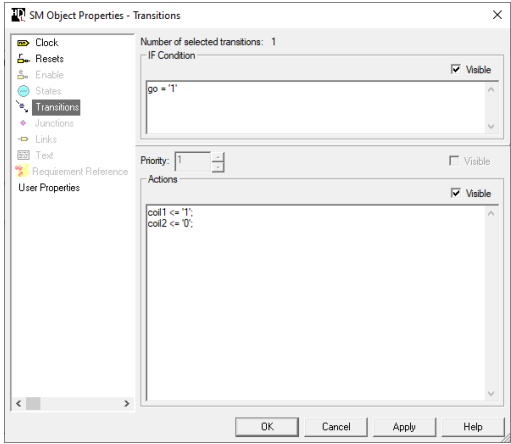 SM Object Properties - Transitions
Clock
Resets
Enable
States
Transitions
Junctions
Links
Text
Requirement Reference
User Properties
Number of selected transitions: 1
IF Condition
Visible
go = '1'
Priority: 1
Visible
Actions
Visible
coil1 <= '1';
coil2 <= '0';
OK
Cancel
Apply
Help